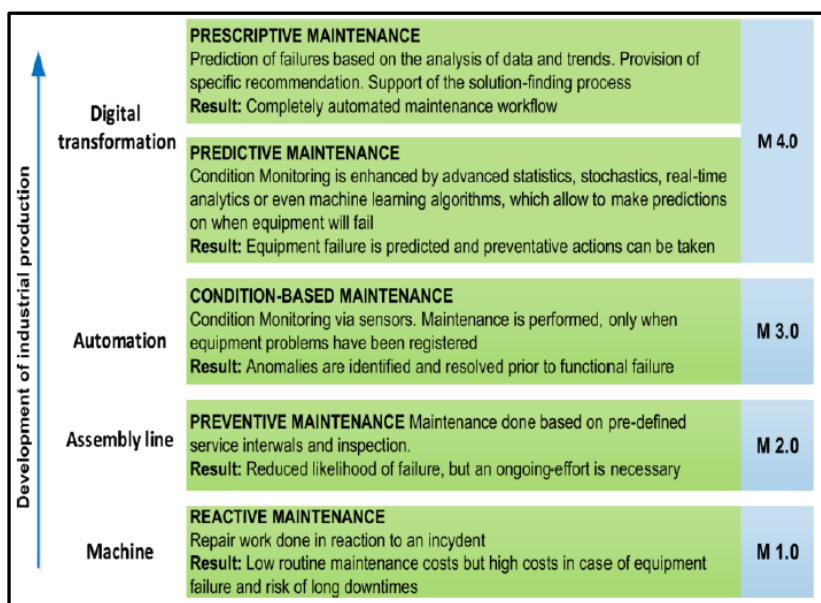 Development of industrial production
Digital
transformation
PRESCRIPTIVE MAINTENANCE
Prediction of failures based on the analysis of data and trends. Provision of
specific recommendation. Support of the solution-finding process
Result: Completely automated maintenance workflow
PREDICTIVE MAINTENANCE
Condition Monitoring is enhanced by advanced statistics, stochastics, real-time
analytics or even machine learning algorithms, which allow to make predictions
on when equipment will fail
Result: Equipment failure is predicted and preventative actions can be taken
M 4.0
Automation
CONDITION-BASED MAINTENANCE
Condition Monitoring via sensors. Maintenance is performed, only when
equipment problems have been registered
Result: Anomalies are identified and resolved prior to functional failure
M 3.0
Assembly line
PREVENTIVE MAINTENANCE Maintenance done based on pre-defined
service interwals and inspection.
Result: Reduced likelihood of failure, but an ongoing-effort is necessary
M 2.0
Machine
REACTIVE MAINTENANCE
Repair work done in reaction to an incydent
Result: Low routine maintenance costs but high costs in case of equipment
failure and risk of long downtimes
M 1.0